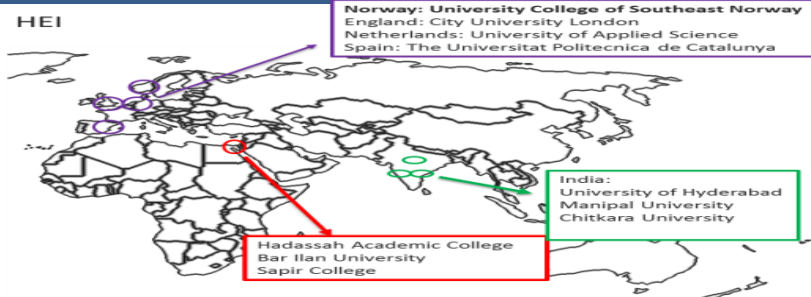 HEI
Norway: University College of Southeast Norway
England: City University London
Netherlands: University of Applied Science
Spain: The Universitat Politecnica de Catalunya
India:
University of Hyderabad
Manipal University
Chitkara University
Hadassah Academic College
Bar Ilan University
Sapir College